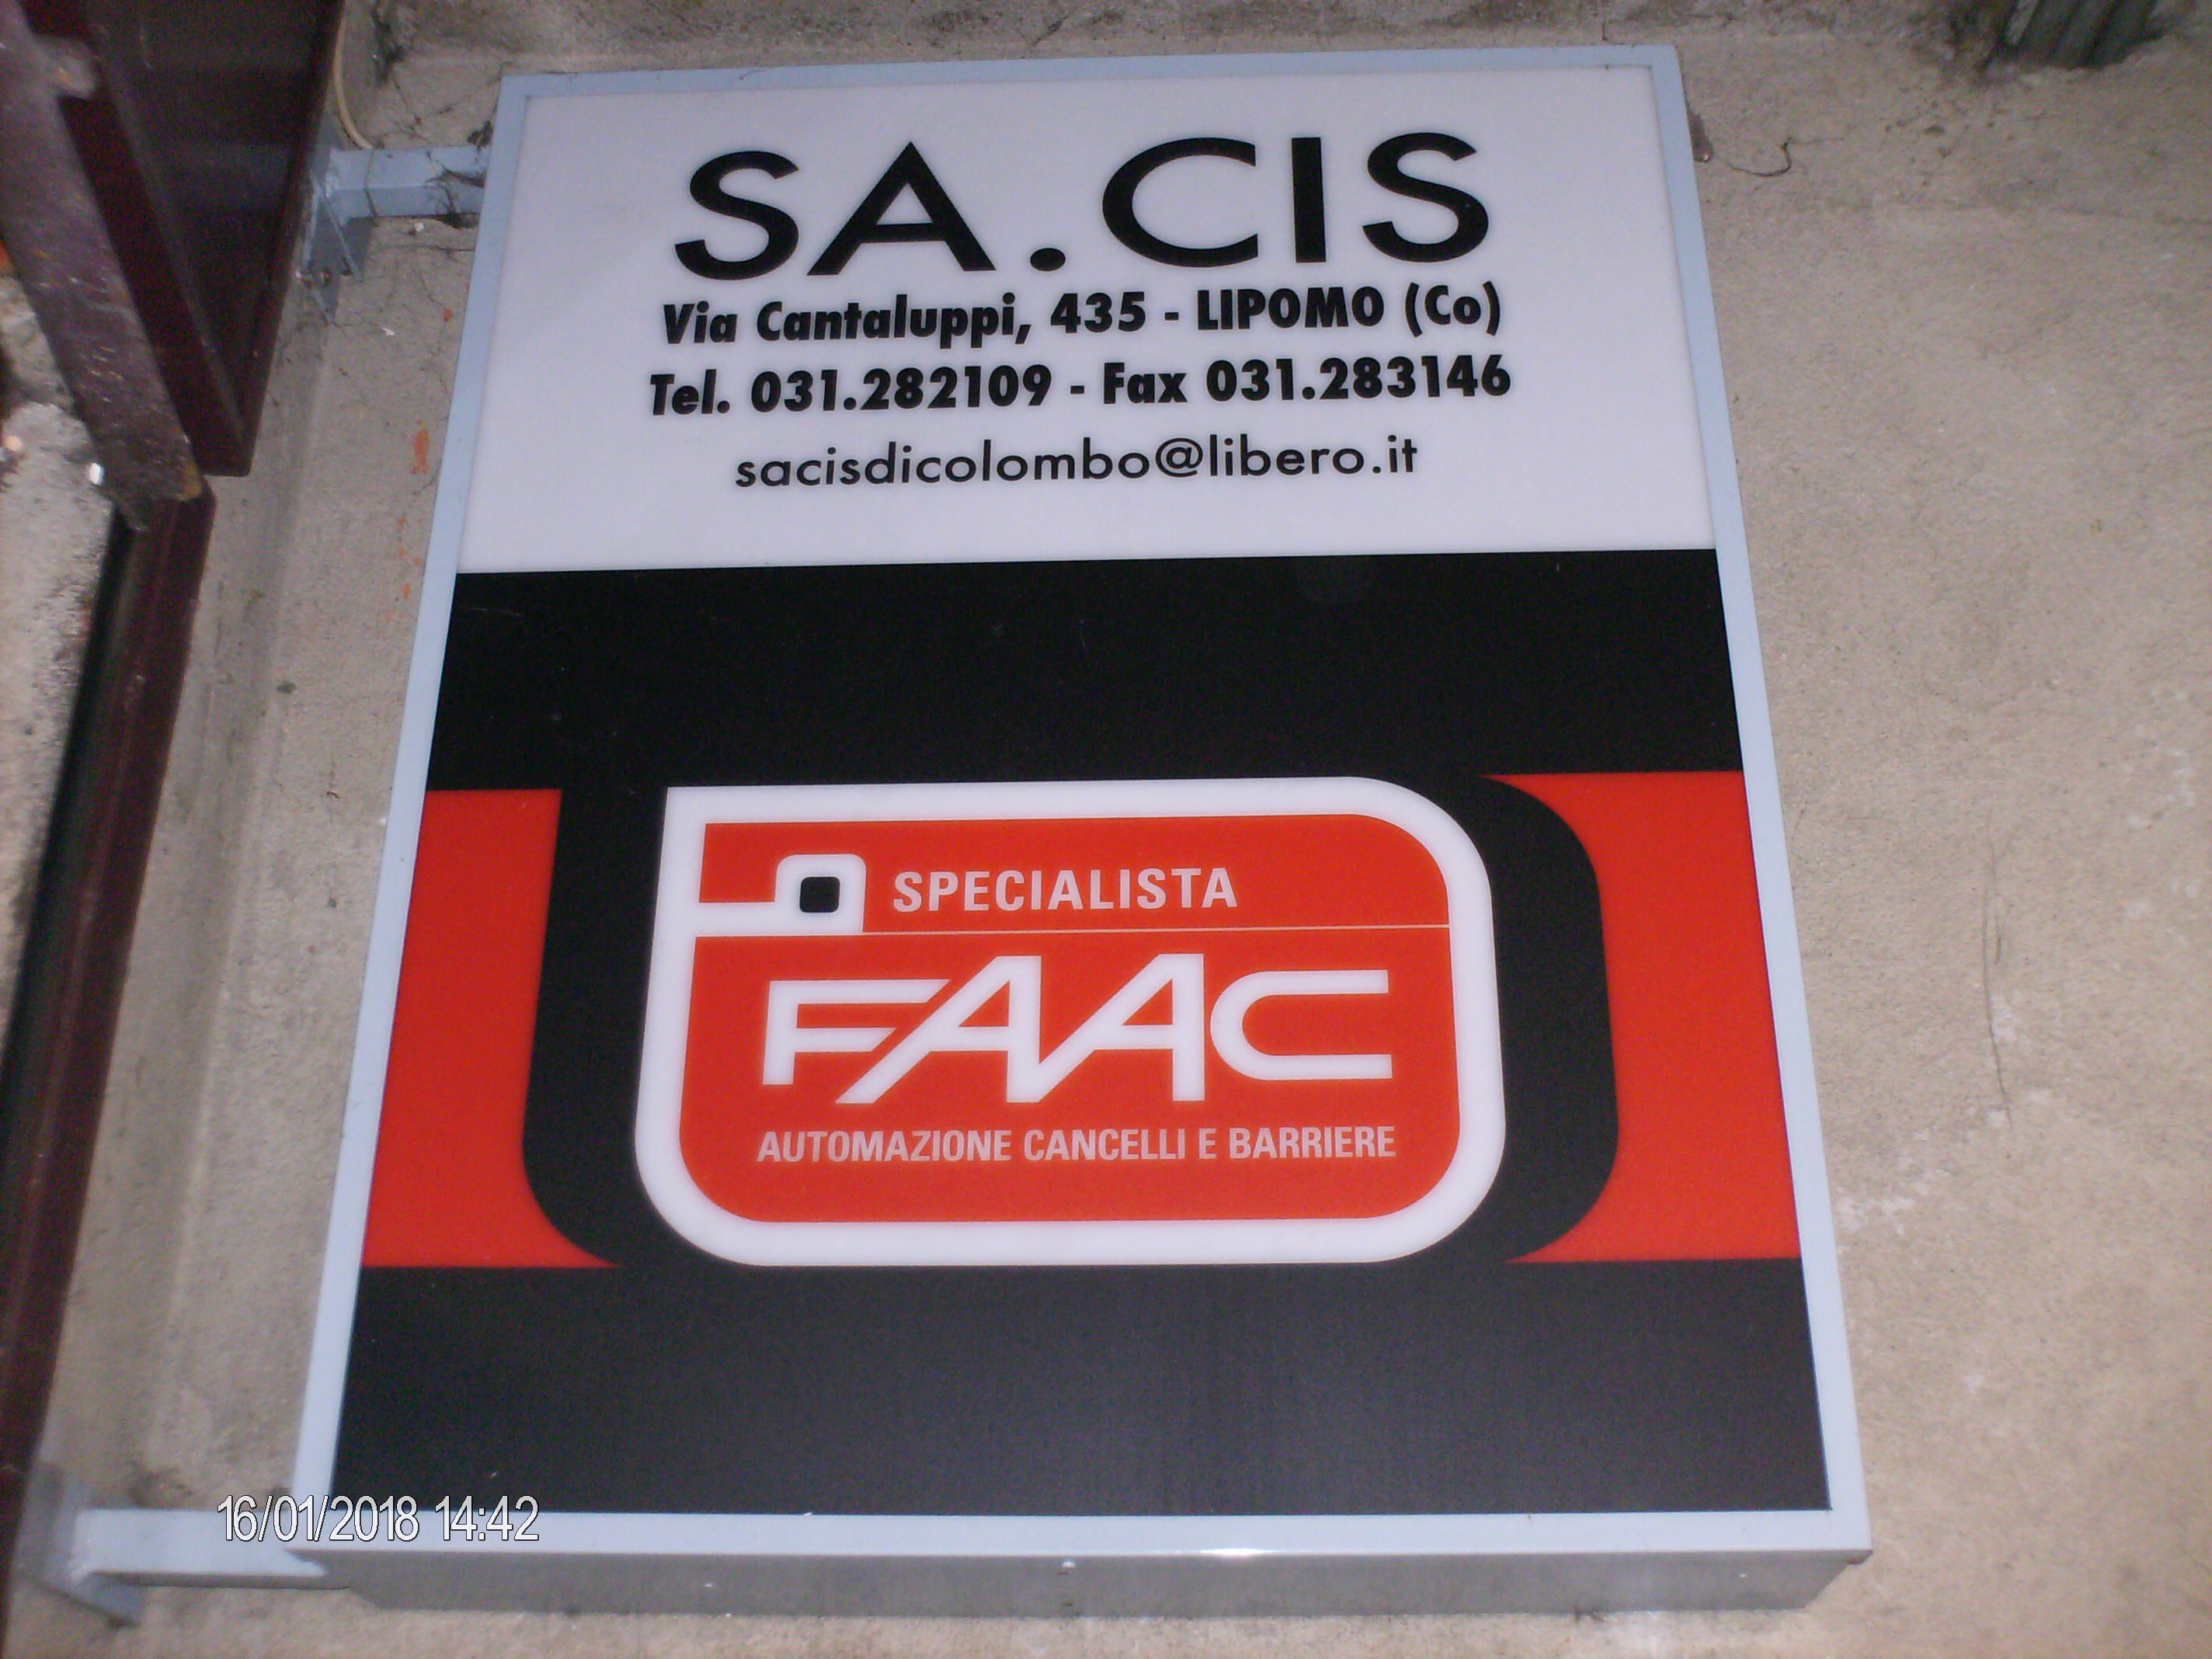 SA.CIS
Via Cantaluppi, 435 - LIPOMO (Co)
Tel. 031.282109 - Fax 031.283146
sacisdicolombo@libero.it
SPECIALISTA
FAAC
AUTOMAZIONE CANCELLI E BARRIERE
16/01/2018 14:42